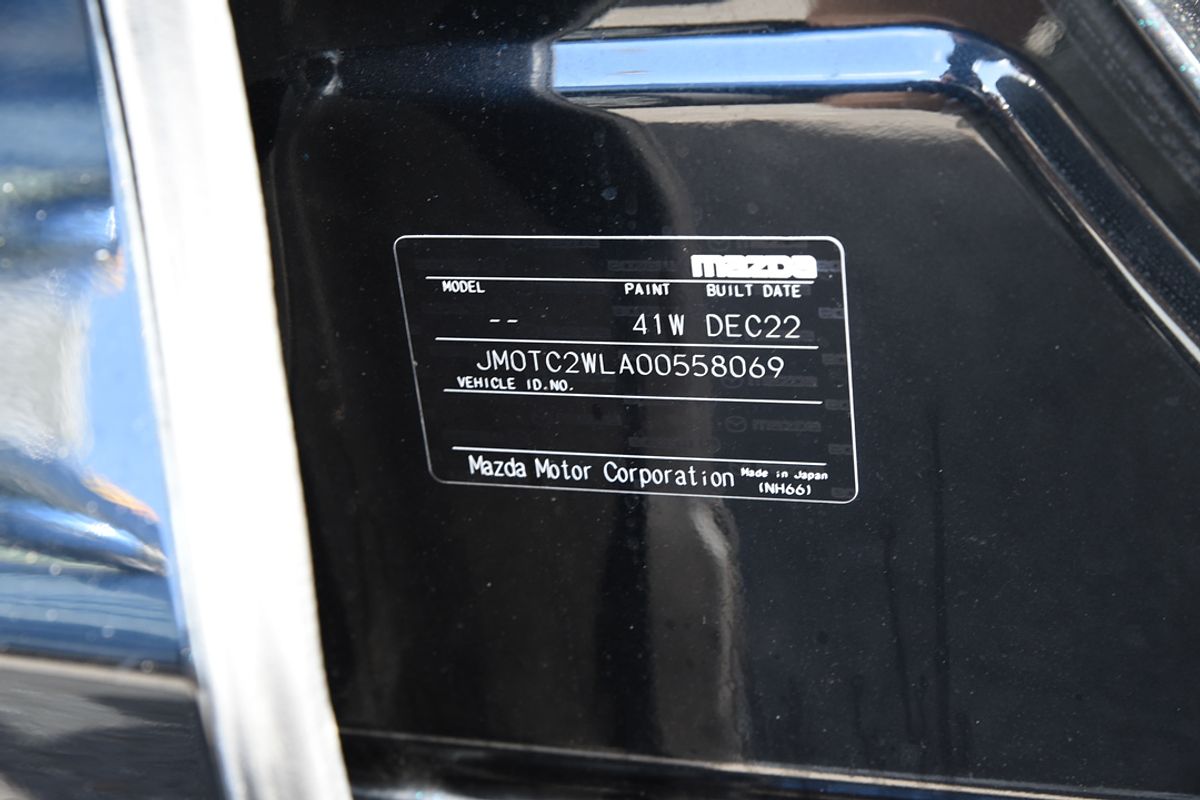 mazda
MODEL PAINT BUILT DATE
-- 41W DEC22
JM0TC2WLA00558069
VEHICLE ID.NO.
Mazda Motor Corporation Made in Japan
(NH66)